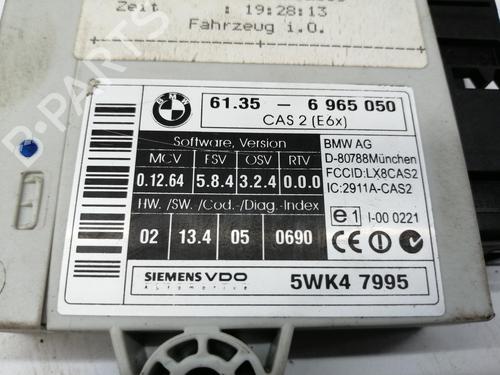 Zeit : 19:28:13
Fahrzeug i.O.
BMW
61.35 - 6 965 050
CAS 2 (E6x)
Software, Version
MCV FSV OSV RTV
0.12.64 5.8.4 3.2.4 0.0.0
HW. /SW. /Cod.-/Diag.-Index
02 13.4 05 0690
BMW AG
D-80788München
FCCID:LX8CAS2
IC:2911A-CAS2
e1 I-00 0221
CE
SIEMENS VDO
Automotive
5WK4 7995